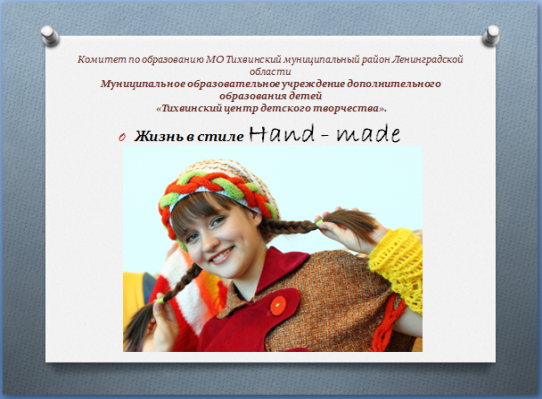 Комитет по образованию МО Тихвинский муниципальный район Ленинградской
области
Муниципальное образовательное учреждение дополнительного
образования детей
«Тихвинский центр детского творчества».
Жизнь в стиле Hand - made